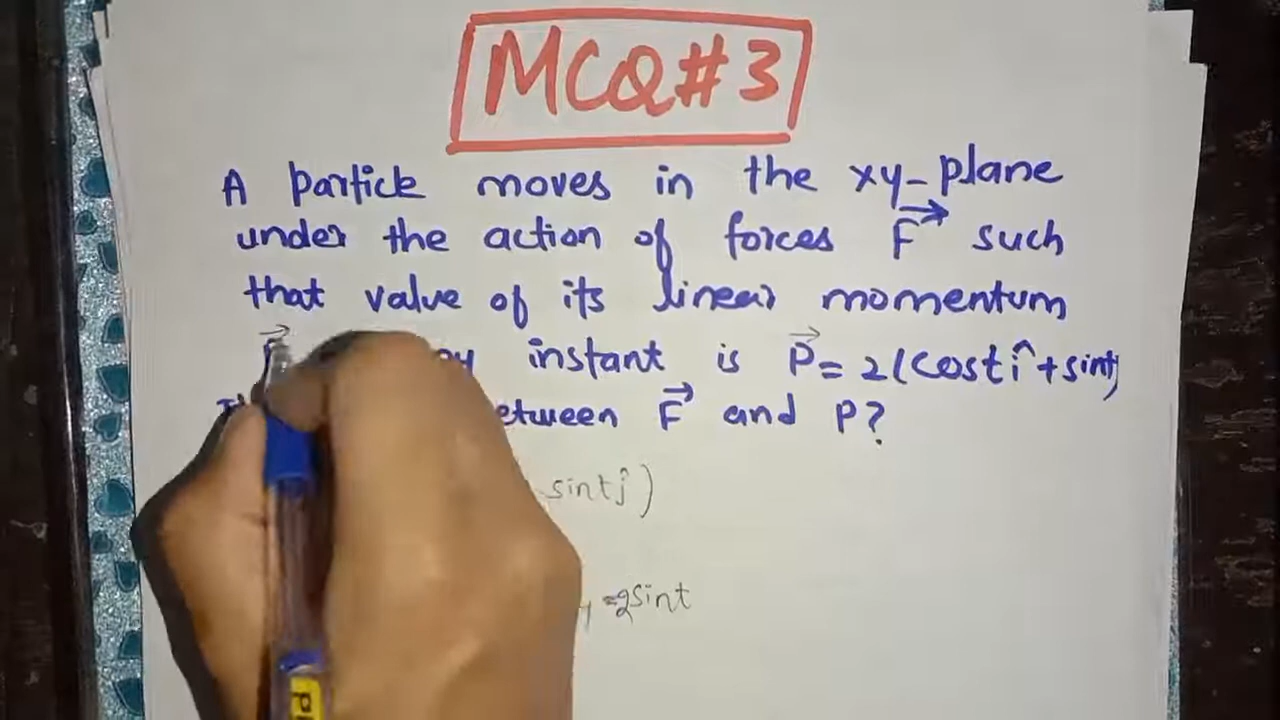 MCQ#3
A particle moves in the xy-plane
under the action of forces F such
that value of its linear momentum
instant is P = 2(cost î + sint
etween F and P?
sintĵ)
=2sint